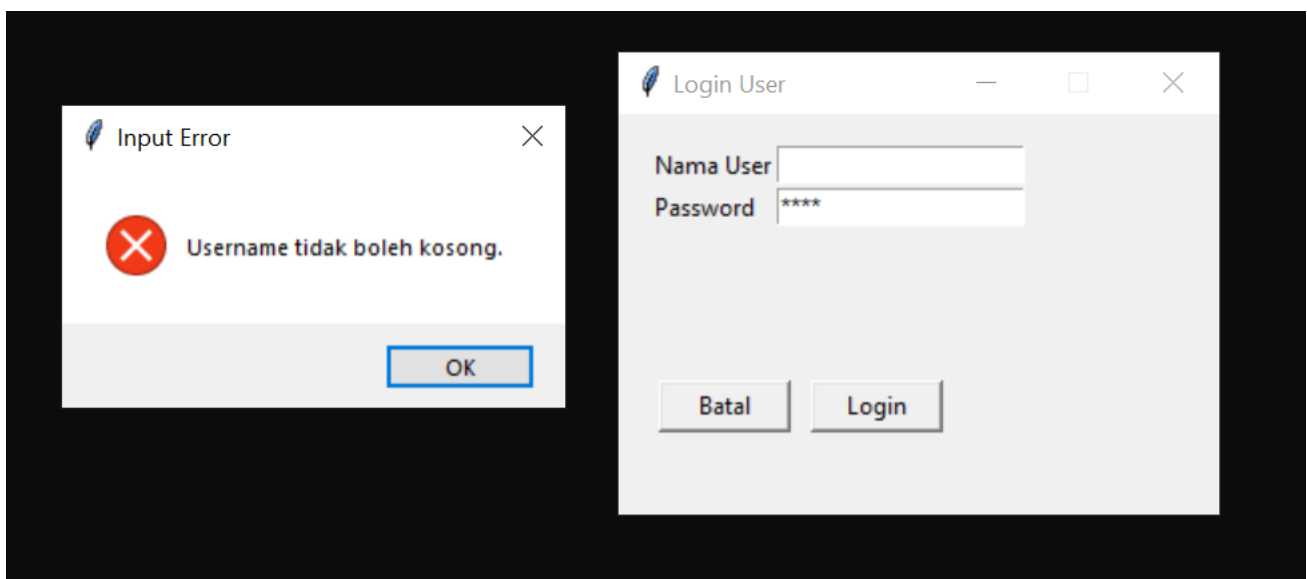 Input Error
Username tidak boleh kosong.
OK
Login User
Nama User
Password ****
Batal Login